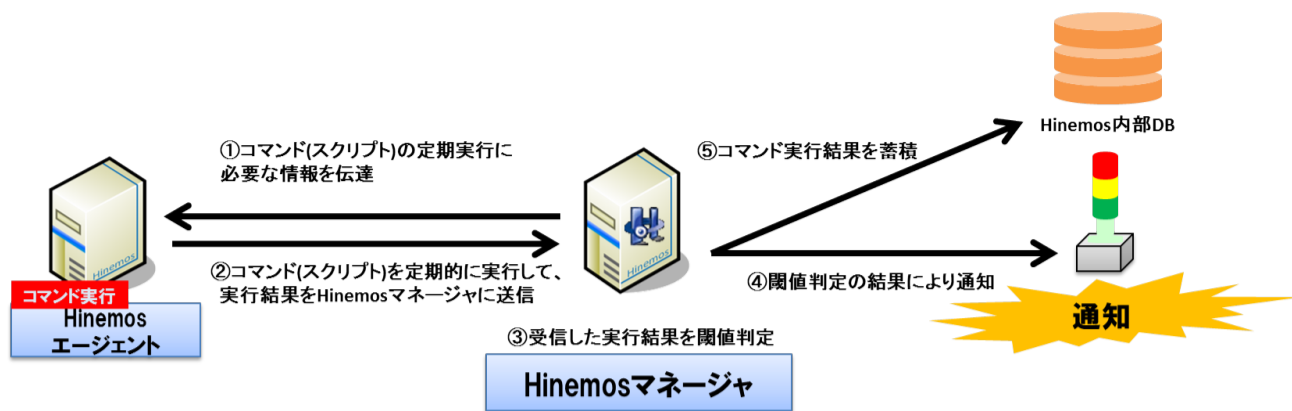 Hinemos内部DB
①コマンド(スクリプト)の定期実行に
必要な情報を伝達
⑤コマンド実行結果を蓄積
Hinemos
Hinemos
②コマンド(スクリプト)を定期的に実行して、
実行結果をHinemosマネージャに送信
④閾値判定の結果により通知
コマンド実行
Hinemos
エージェント
通知
③受信した実行結果を閾値判定
Hinemosマネージャ